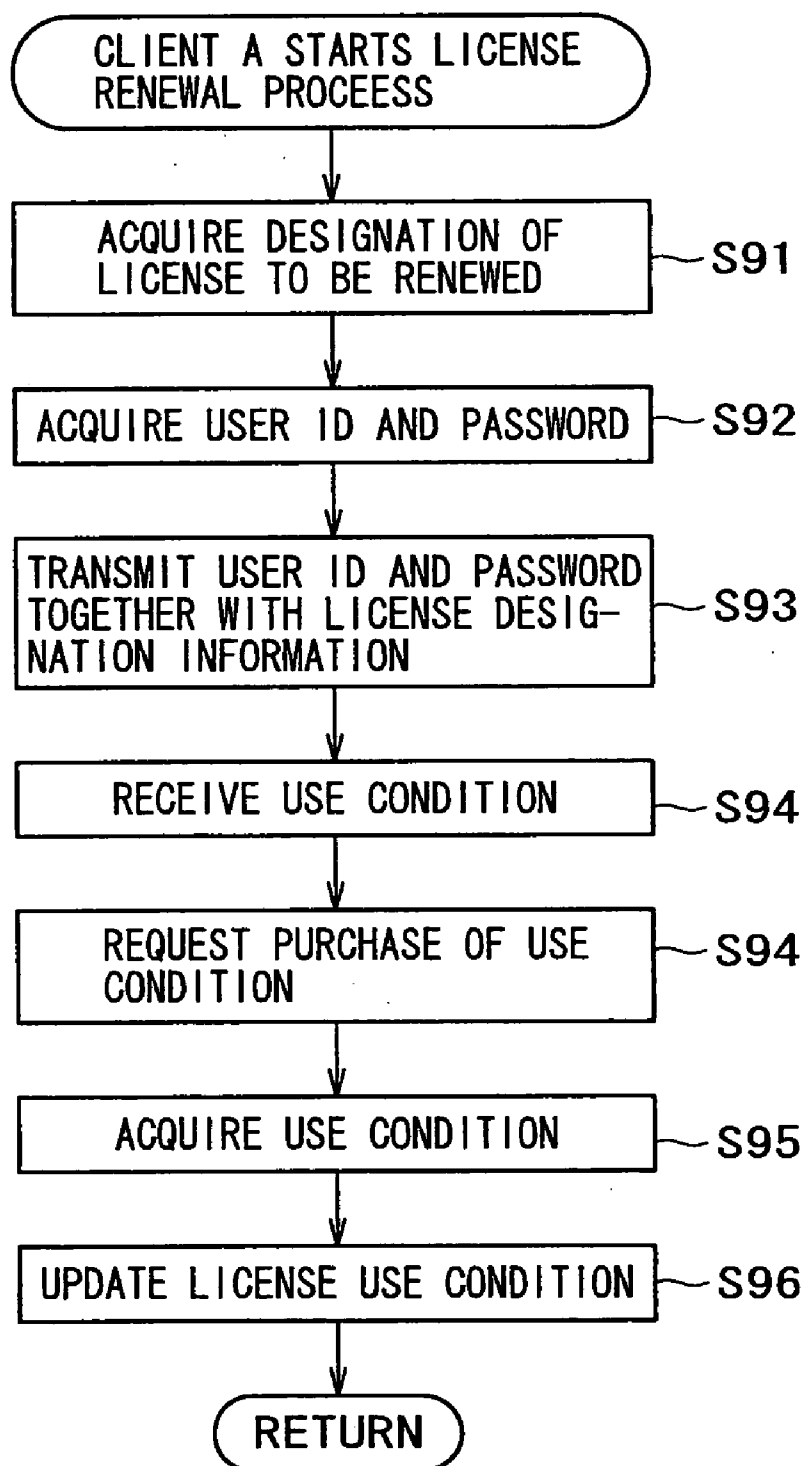 CLIENT A STARTS LICENSE
RENEWAL PROCEESS
ACQUIRE DESIGNATION OF
LICENSE TO BE RENEWED
S91
ACQUIRE USER ID AND PASSWORD
S92
TRANSMIT USER ID AND PASSWORD
TOGETHER WITH LICENSE DESIG-
NATION INFORMATION
S93
RECEIVE USE CONDITION
S94
REQUEST PURCHASE OF USE
CONDITION
S94
ACQUIRE USE CONDITION
S95
UPDATE LICENSE USE CONDITION
S96
RETURN